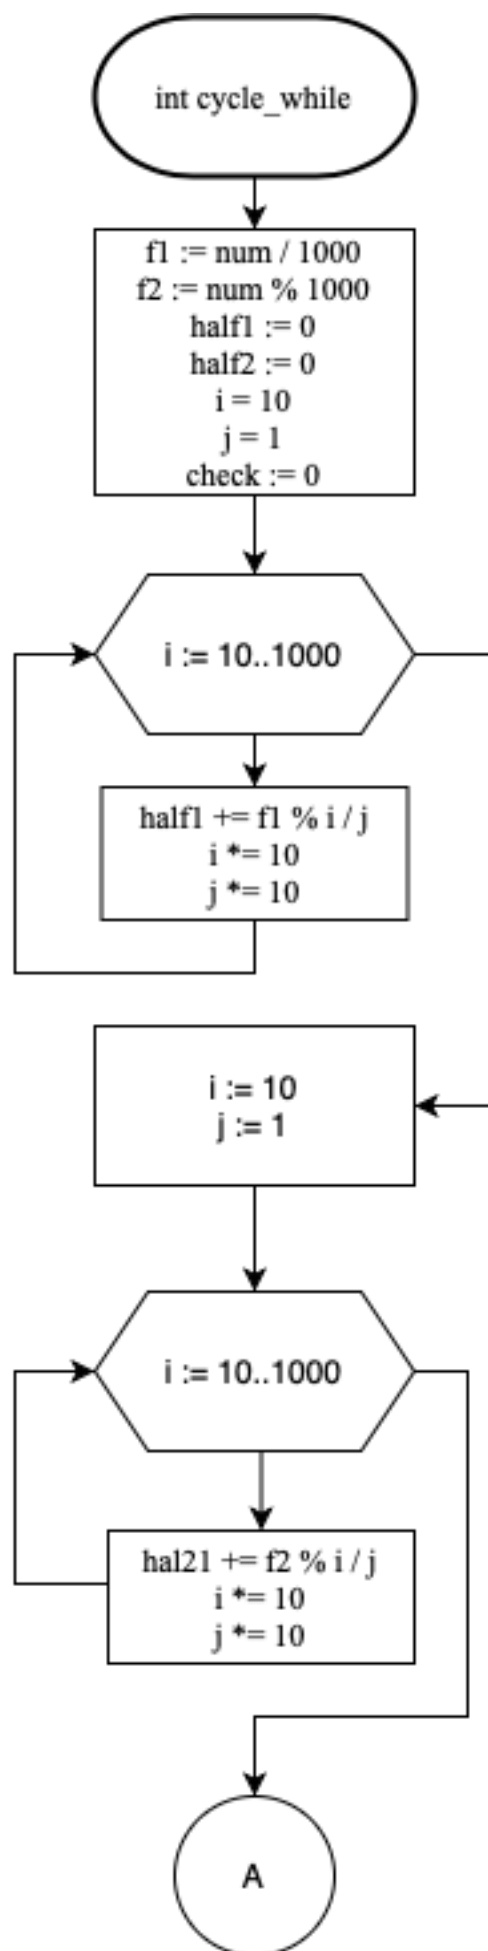 int cycle_while
f1 := num / 1000
f2 := num % 1000
half1 := 0
half2 := 0
i = 10
j = 1
check := 0
i := 10..1000
half1 += f1 % i / j
i *= 10
j *= 10
i := 10
j := 1
i := 10..1000
hal21 += f2 % i / j
i *= 10
j *= 10
A